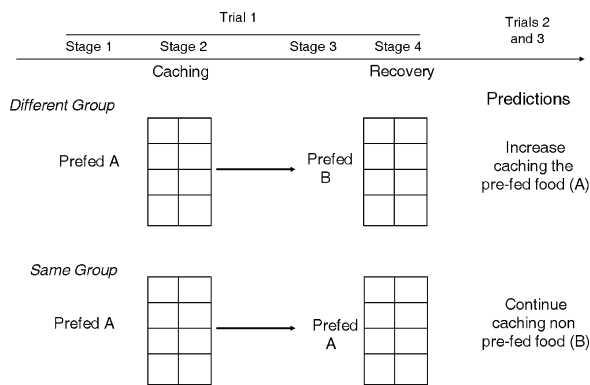 Trial 1
Trials 2
and 3
Stage 1
Stage 2
Stage 3
Stage 4
Caching
Recovery
Different Group
Predictions
Prefed A
Prefed
B
Increase
caching the
pre-fed food (A)
Same Group
Prefed A
Prefed
A
Continue
caching non
pre-fed food (B)